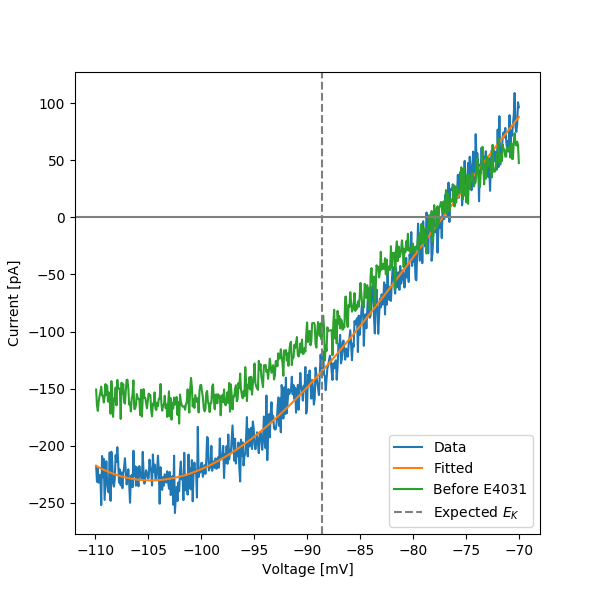 100
50
0
−50
−100
−150
−200
−250
Current [pA]
−110 −105 −100 −95 −90 −85 −80 −75 −70
Voltage [mV]
Data
Fitted
Before E4031
Expected E_K